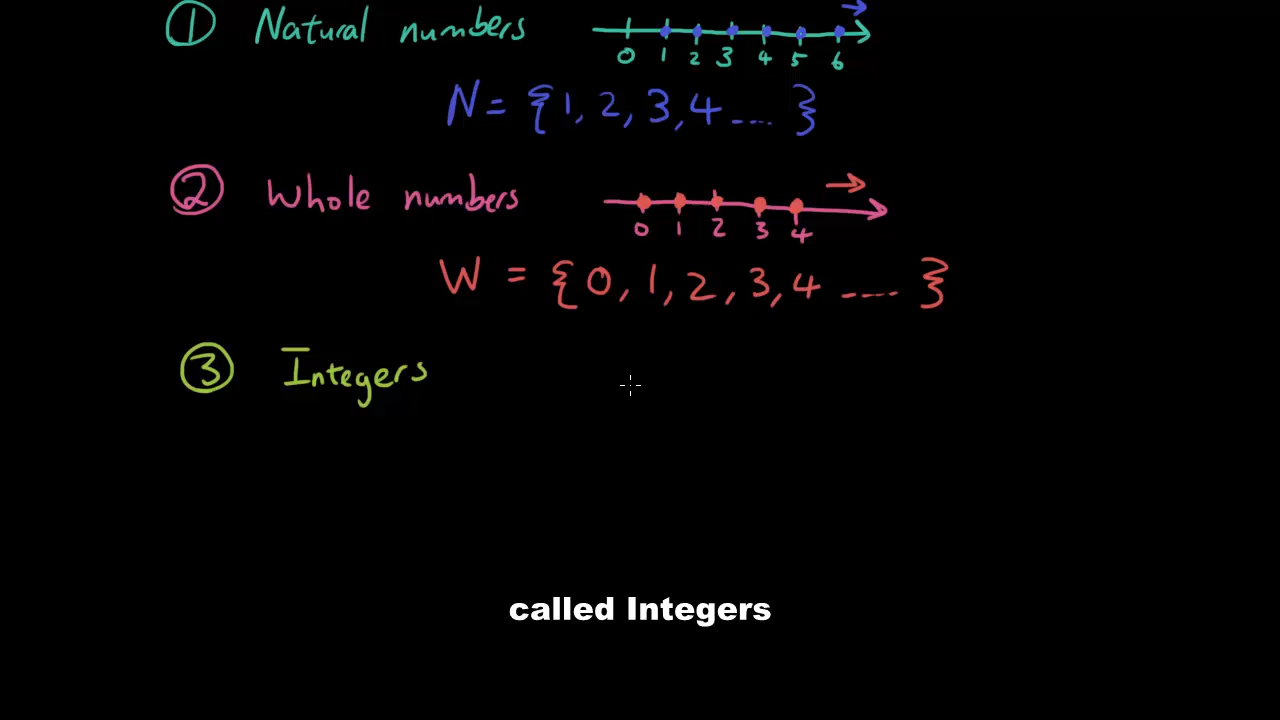 ① Natural numbers
0 1 2 3 4 5 6
N = {1, 2, 3, 4 .... }
② Whole numbers
0 1 2 3 4
W = {0, 1, 2, 3, 4 ..... }
③ Integers
called Integers